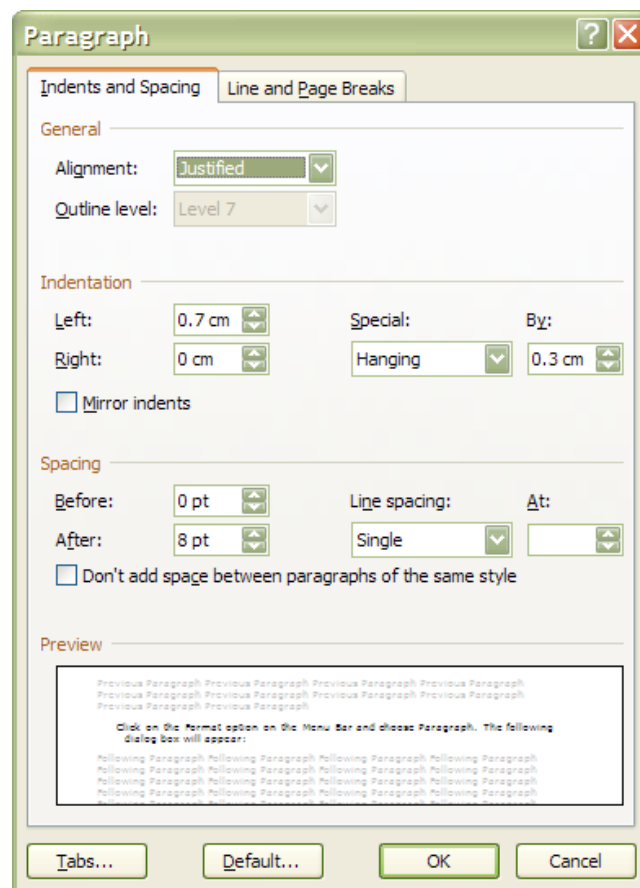 Paragraph
Indents and Spacing Line and Page Breaks
General
Alignment: Justified
Outline level: Level 7
Indentation
Left: 0.7 cm Special: By:
Right: 0 cm Hanging 0.3 cm
Mirror indents
Spacing
Before: 0 pt Line spacing: At:
After: 8 pt Single
Don't add space between paragraphs of the same style
Preview
Previous Paragraph Previous Paragraph Previous Paragraph Previous Paragraph
Previous Paragraph Previous Paragraph Previous Paragraph Previous Paragraph
Previous Paragraph Previous Paragraph
Click on the Format option on the Menu Bar and choose Paragraph. The following
dialog box will appear:
Following Paragraph Following Paragraph Following Paragraph Following Paragraph
Following Paragraph Following Paragraph Following Paragraph Following Paragraph
Following Paragraph Following Paragraph Following Paragraph Following Paragraph
Following Paragraph Following Paragraph Following Paragraph Following Paragraph
Tabs... Default... OK Cancel